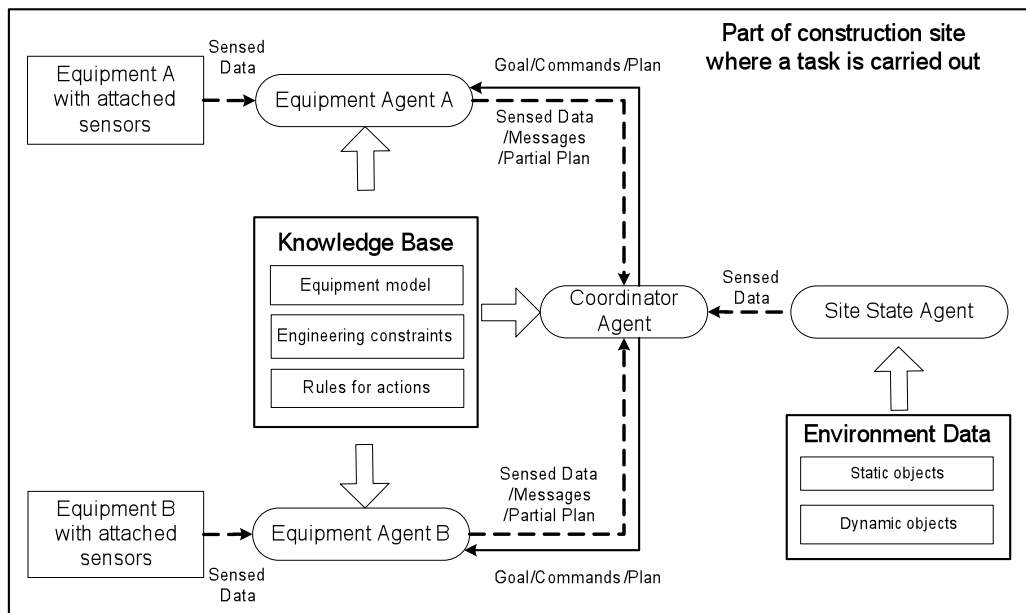 Part of construction site
where a task is carried out
Sensed
Data
Equipment A
with attached
sensors
Equipment Agent A
Goal/Commands/Plan
Sensed Data
/Messages
/Partial Plan
Knowledge Base
Equipment model
Engineering constraints
Rules for actions
Coordinator
Agent
Sensed
Data
Site State Agent
Environment Data
Static objects
Dynamic objects
Sensed Data
/Messages
/Partial Plan
Equipment B
with attached
sensors
Equipment Agent B
Sensed
Data
Goal/Commands/Plan